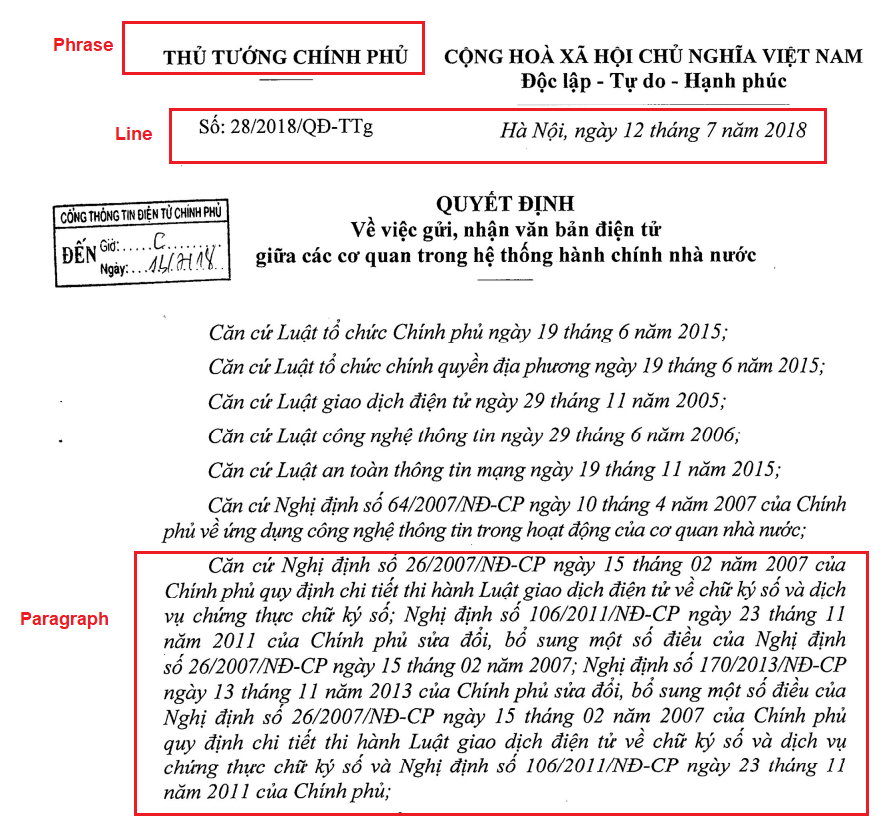 Phrase
THỦ TƯỚNG CHÍNH PHỦ
CỘNG HOÀ XÃ HỘI CHỦ NGHĨA VIỆT NAM
Độc lập - Tự do - Hạnh phúc
Line
Số: 28/2018/QĐ-TTg
Hà Nội, ngày 12 tháng 7 năm 2018
CỔNG THÔNG TIN ĐIỆN TỬ CHÍNH PHỦ
ĐẾN
Giờ: ..... C ........
Ngày: ...
QUYẾT ĐỊNH
Về việc gửi, nhận văn bản điện tử
giữa các cơ quan trong hệ thống hành chính nhà nước
Căn cứ Luật tổ chức Chính phủ ngày 19 tháng 6 năm 2015;
Căn cứ Luật tổ chức chính quyền địa phương ngày 19 tháng 6 năm 2015;
Căn cứ Luật giao dịch điện tử ngày 29 tháng 11 năm 2005;
Căn cứ Luật công nghệ thông tin ngày 29 tháng 6 năm 2006;
Căn cứ Luật an toàn thông tin mạng ngày 19 tháng 11 năm 2015;
Căn cứ Nghị định số 64/2007/NĐ-CP ngày 10 tháng 4 năm 2007 của Chính
phủ về ứng dụng công nghệ thông tin trong hoạt động của cơ quan nhà nước;
Paragraph
Căn cứ Nghị định số 26/2007/NĐ-CP ngày 15 tháng 02 năm 2007 của
Chính phủ quy định chi tiết thi hành Luật giao dịch điện tử về chữ ký số và dịch
vụ chứng thực chữ ký số; Nghị định số 106/2011/NĐ-CP ngày 23 tháng 11
năm 2011 của Chính phủ sửa đổi, bổ sung một số điều của Nghị định
số 26/2007/NĐ-CP ngày 15 tháng 02 năm 2007; Nghị định số 170/2013/NĐ-CP
ngày 13 tháng 11 năm 2013 của Chính phủ sửa đổi, bổ sung một số điều của
Nghị định số 26/2007/NĐ-CP ngày 15 tháng 02 năm 2007 của Chính phủ
quy định chi tiết thi hành Luật giao dịch điện tử về chữ ký số và dịch vụ
chứng thực chữ ký số và Nghị định số 106/2011/NĐ-CP ngày 23 tháng 11
năm 2011 của Chính phủ;